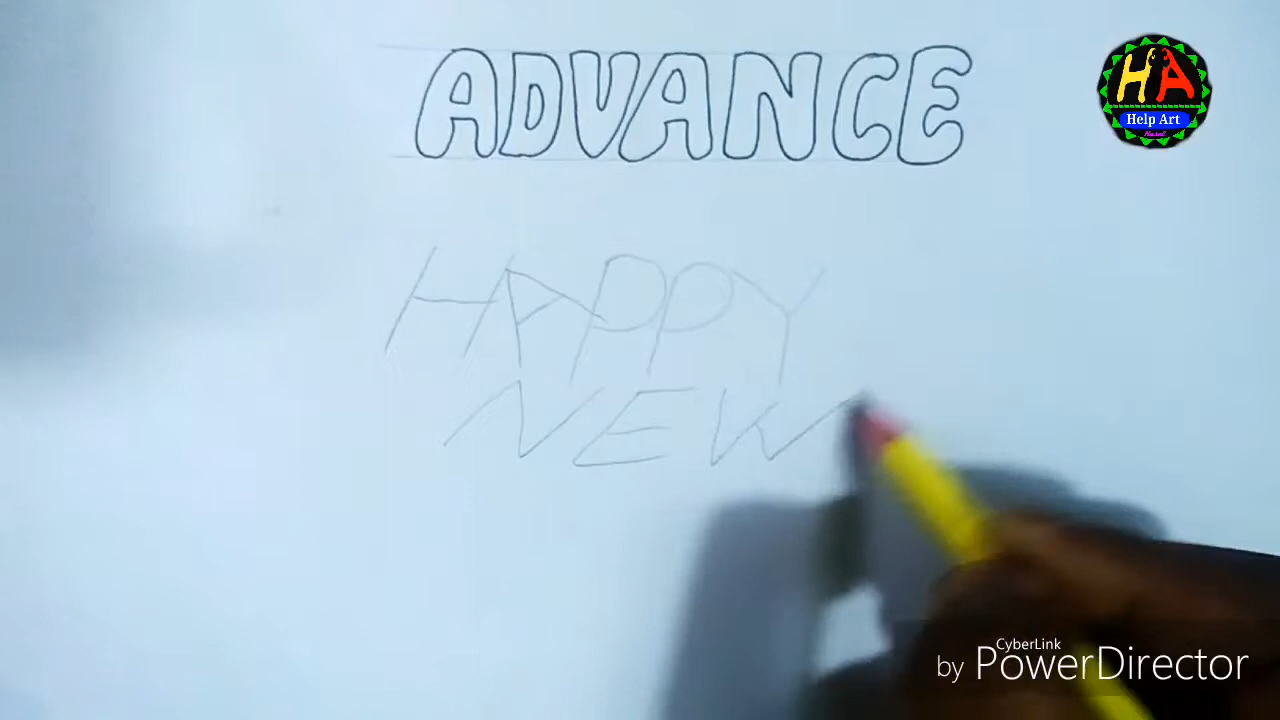 ADVANCE
HA
Help Art
HAPPY
NEW
CyberLink
by PowerDirector